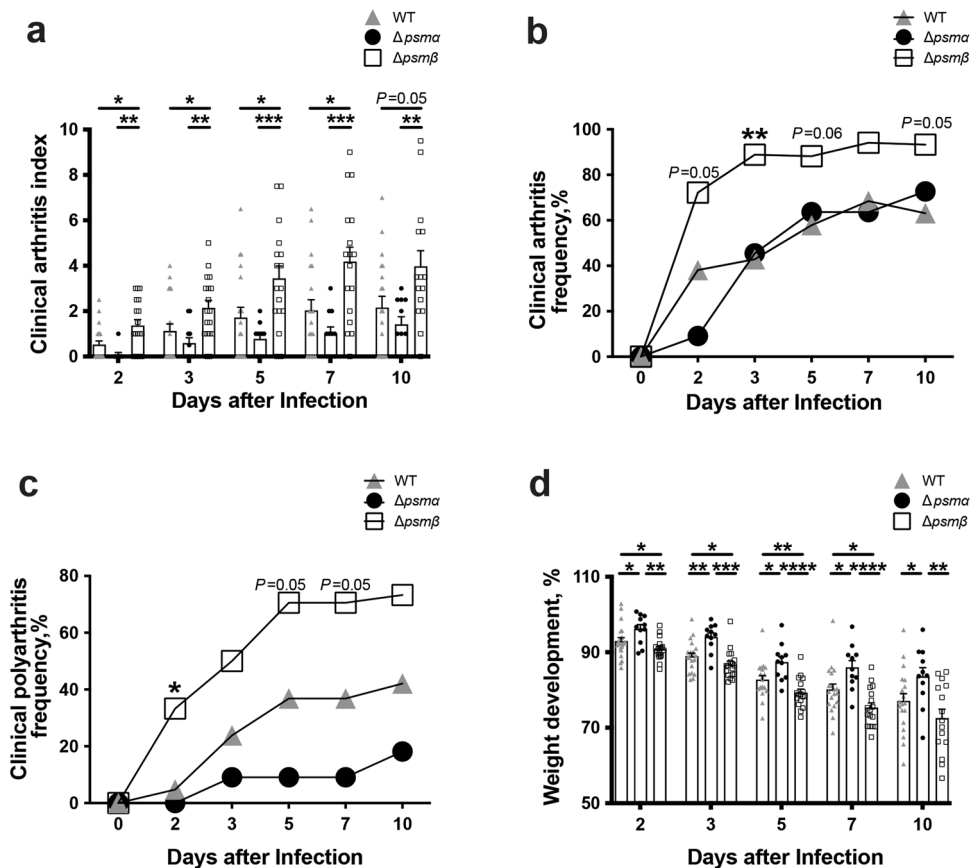 a
WT
Δpsmα
Δpsmβ
* * * * P=0.05
** ** *** *** **
Clinical arthritis index
10
8
6
4
2
0
2 3 5 7 10
Days after Infection
b
WT
Δpsmα
Δpsmβ
P=0.05 ** P=0.06 P=0.05
Clinical arthritis
frequency,%
100
80
60
40
20
0
0 2 3 5 7 10
Days after Infection
c
WT
Δpsmα
Δpsmβ
* P=0.05 P=0.05
Clinical polyarthritis
frequency,%
80
60
40
20
0
0 2 3 5 7 10
Days after Infection
d
WT
Δpsmα
Δpsmβ
* * ** *
* ** ** *** * **** * **** * **
Weight development, %
110
90
70
50
2 3 5 7 10
Days after Infection